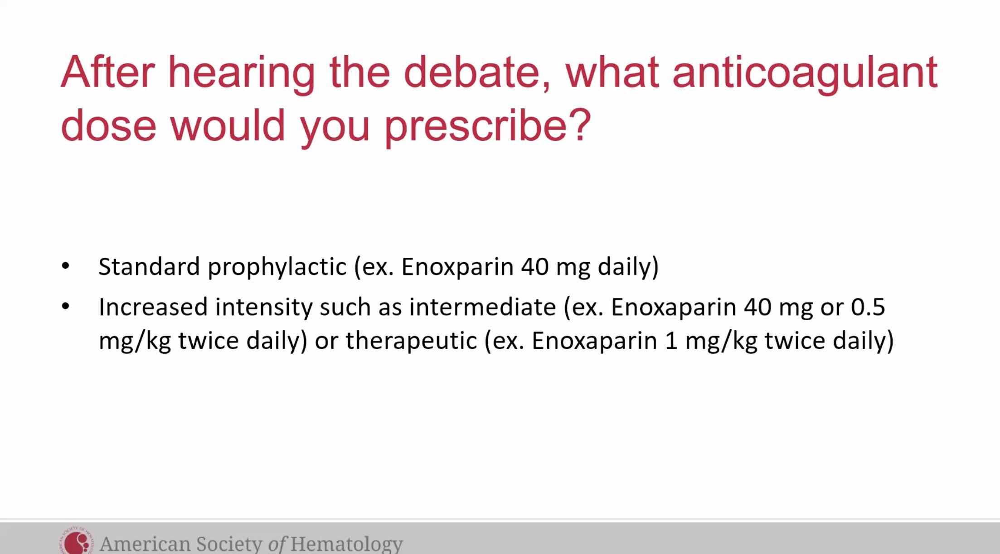 After hearing the debate, what anticoagulant
dose would you prescribe?
• Standard prophylactic (ex. Enoxparin 40 mg daily)
• Increased intensity such as intermediate (ex. Enoxaparin 40 mg or 0.5
mg/kg twice daily) or therapeutic (ex. Enoxaparin 1 mg/kg twice daily)
American Society of Hematology